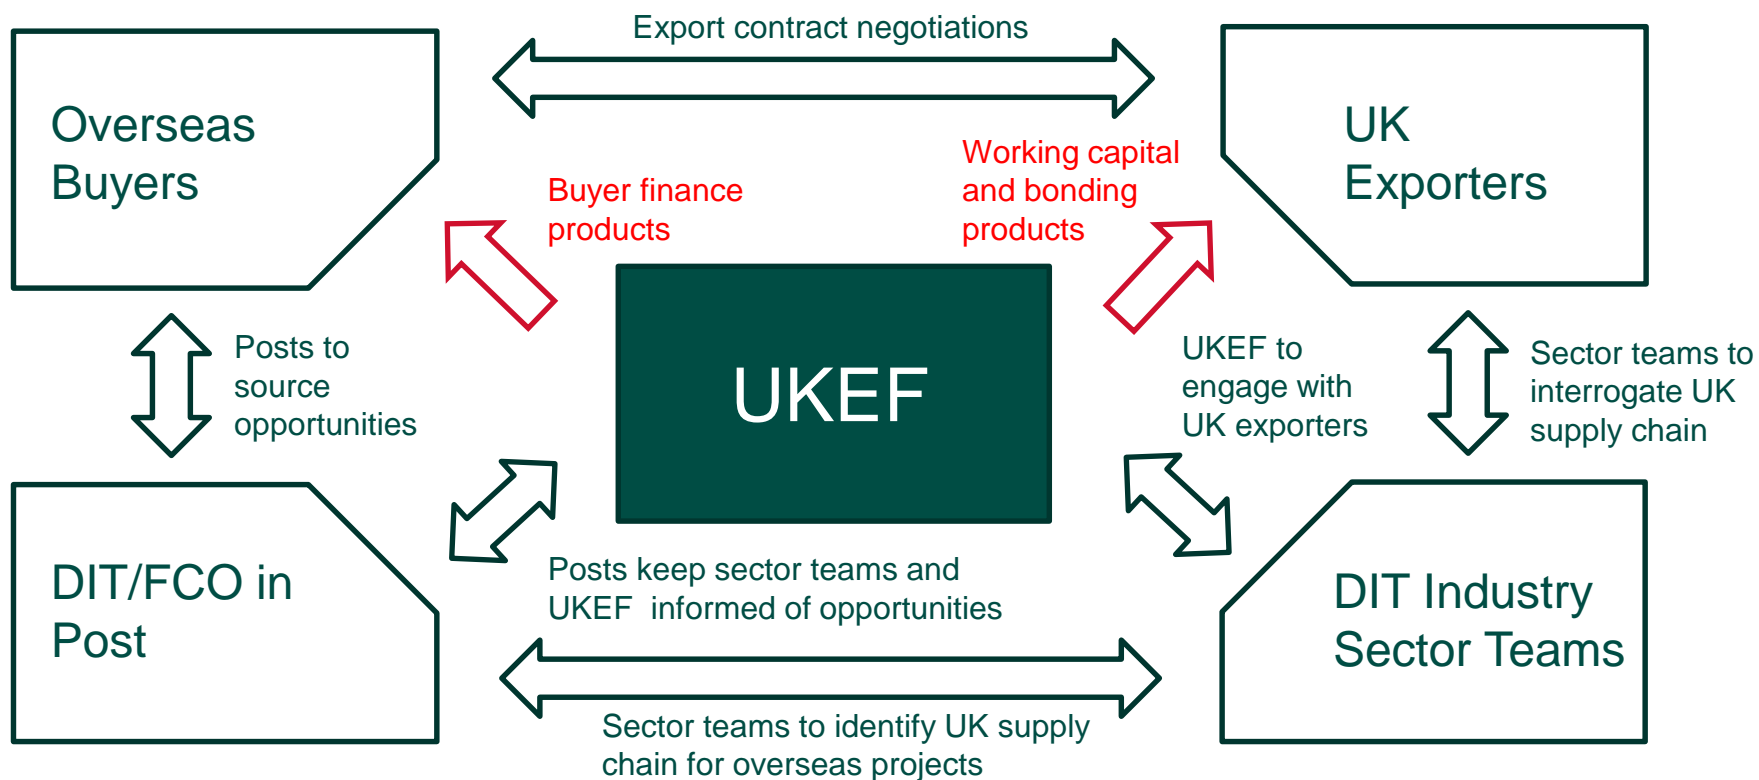 Export contract negotiations
Overseas
Buyers
UK
Exporters
Buyer finance
products
Working capital
and bonding
products
UKEF
Posts to
source
opportunities
UKEF to
engage with
UK exporters
Sector teams to
interrogate UK
supply chain
DIT/FCO in
Post
Posts keep sector teams and
UKEF  informed of opportunities
DIT Industry
Sector Teams
Sector teams to identify UK supply
chain for overseas projects